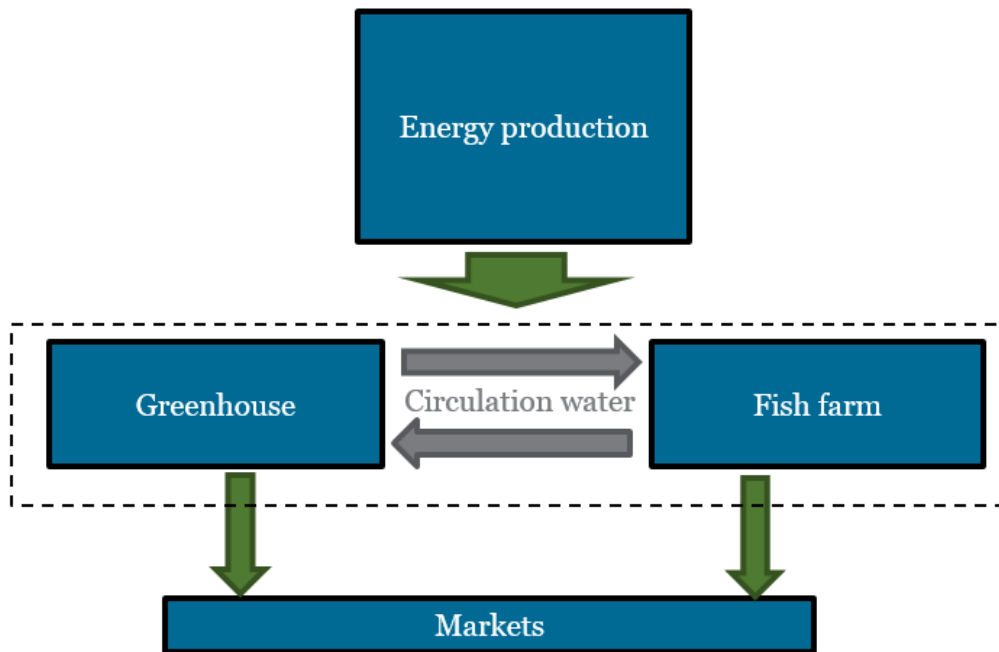 Energy production
Greenhouse
Circulation water
Fish farm
Markets